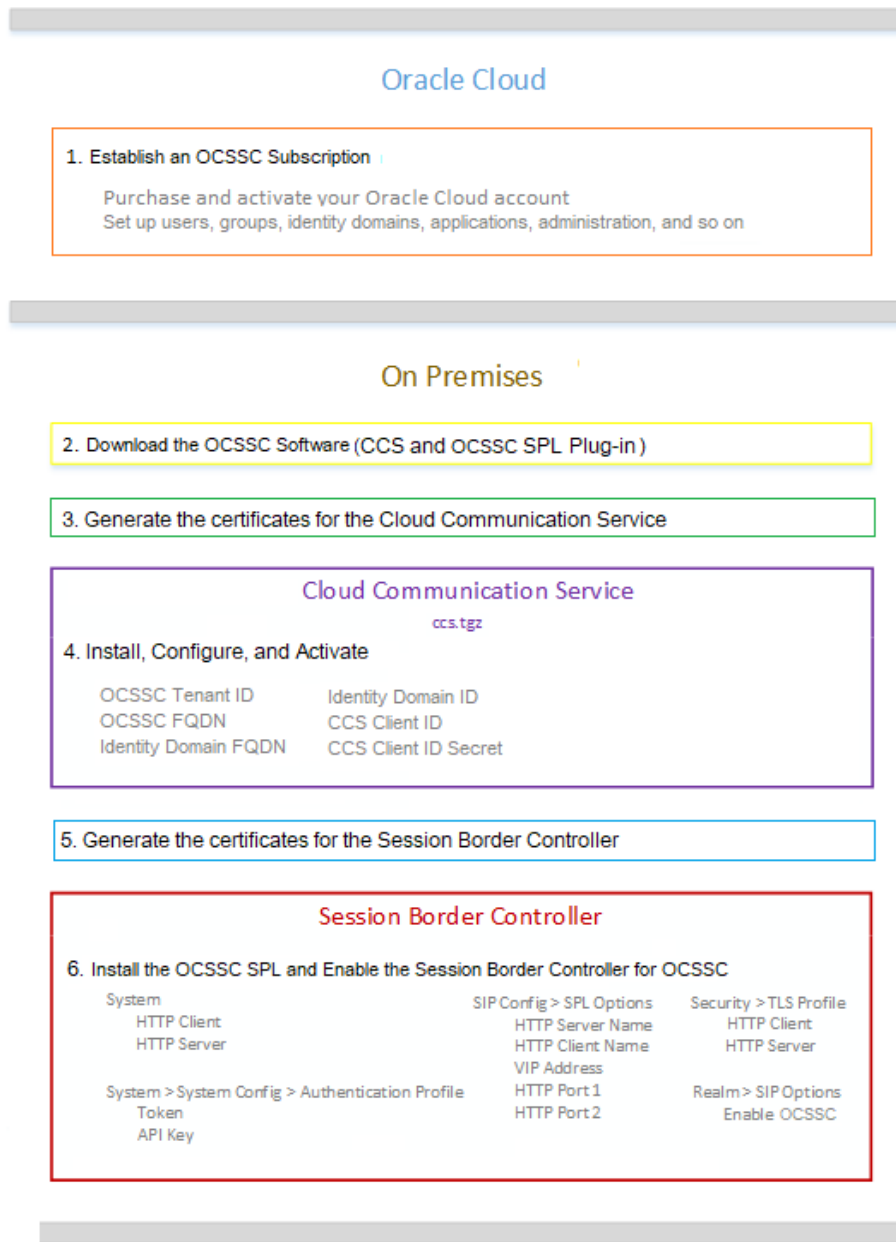 Oracle Cloud
1. Establish an OCSSC Subscription
Purchase and activate your Oracle Cloud account
Set up users, groups, identity domains, applications, administration, and so on
On Premises
2. Download the OCSSC Software (CCS and OCSSC SPL Plug-in )
3. Generate the certificates for the Cloud Communication Service
Cloud Communication Service
ccs.tgz
4. Install, Configure, and Activate
OCSSC Tenant ID
OCSSC FQDN
Identity Domain FQDN
Identity Domain ID
CCS Client ID
CCS Client ID Secret
5. Generate the certificates for the Session Border Controller
Session Border Controller
6. Install the OCSSC SPL and Enable the Session Border Controller for OCSSC
System
HTTP Client
HTTP Server
System > System Config > Authentication Profile
Token
API Key
SIP Config > SPL Options
HTTP Server Name
HTTP Client Name
VIP Address
HTTP Port 1
HTTP Port 2
Security > TLS Profile
HTTP Client
HTTP Server
Realm > SIP Options
Enable OCSSC